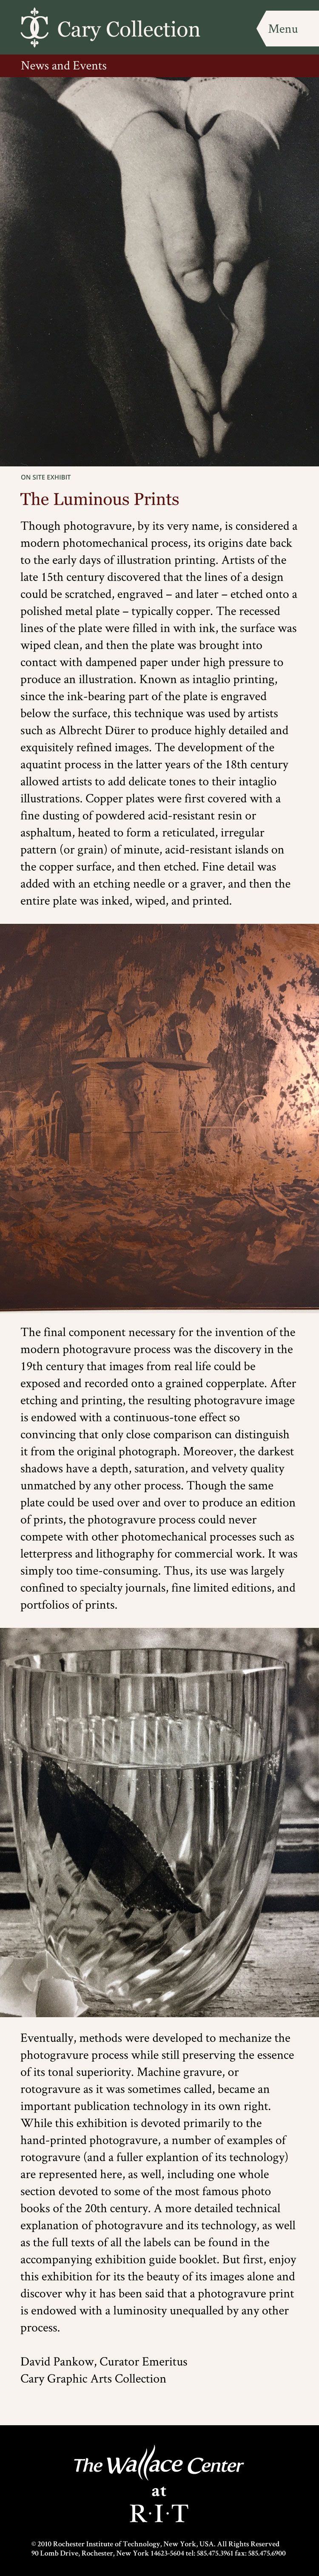 Cary Collection
Menu
News and Events
ON SITE EXHIBIT
The Luminous Prints
Though photogravure, by its very name, is considered a
modern photomechanical process, its origins date back
to the early days of illustration printing. Artists of the
late 15th century discovered that the lines of a design
could be scratched, engraved – and later – etched onto a
polished metal plate – typically copper. The recessed
lines of the plate were filled in with ink, the surface was
wiped clean, and then the plate was brought into
contact with dampened paper under high pressure to
produce an illustration. Known as intaglio printing,
since the ink-bearing part of the plate is engraved
below the surface, this technique was used by artists
such as Albrecht Dürer to produce highly detailed and
exquisitely refined images. The development of the
aquatint process in the latter years of the 18th century
allowed artists to add delicate tones to their intaglio
illustrations. Copper plates were first covered with a
fine dusting of powdered acid-resistant resin or
asphaltum, heated to form a reticulated, irregular
pattern (or grain) of minute, acid-resistant islands on
the copper surface, and then etched. Fine detail was
added with an etching needle or a graver, and then the
entire plate was inked, wiped, and printed.
The final component necessary for the invention of the
modern photogravure process was the discovery in the
19th century that images from real life could be
exposed and recorded onto a grained copperplate. After
etching and printing, the resulting photogravure image
is endowed with a continuous-tone effect so
convincing that only close comparison can distinguish
it from the original photograph. Moreover, the darkest
shadows have a depth, saturation, and velvety quality
unmatched by any other process. Though the same
plate could be used over and over to produce an edition
of prints, the photogravure process could never
compete with other photomechanical processes such as
letterpress and lithography for commercial work. It was
simply too time-consuming. Thus, its use was largely
confined to specialty journals, fine limited editions, and
portfolios of prints.
Eventually, methods were developed to mechanize the
photogravure process while still preserving the essence
of its tonal superiority. Machine gravure, or
rotogravure as it was sometimes called, became an
important publication technology in its own right.
While this exhibition is devoted primarily to the
hand-printed photogravure, a number of examples of
rotogravure (and a fuller explantion of its technology)
are represented here, as well, including one whole
section devoted to some of the most famous photo
books of the 20th century. A more detailed technical
explanation of photogravure and its technology, as well
as the full texts of all the labels can be found in the
accompanying exhibition guide booklet. But first, enjoy
this exhibition for its the beauty of its images alone and
discover why it has been said that a photogravure print
is endowed with a luminosity unequalled by any other
process.
David Pankow, Curator Emeritus
Cary Graphic Arts Collection
The Wallace Center
at
R·I·T
© 2010 Rochester Institute of Technology, New York, USA. All Rights Reserved
90 Lomb Drive, Rochester, New York 14623-5604 tel: 585.475.3961 fax: 585.475.6900